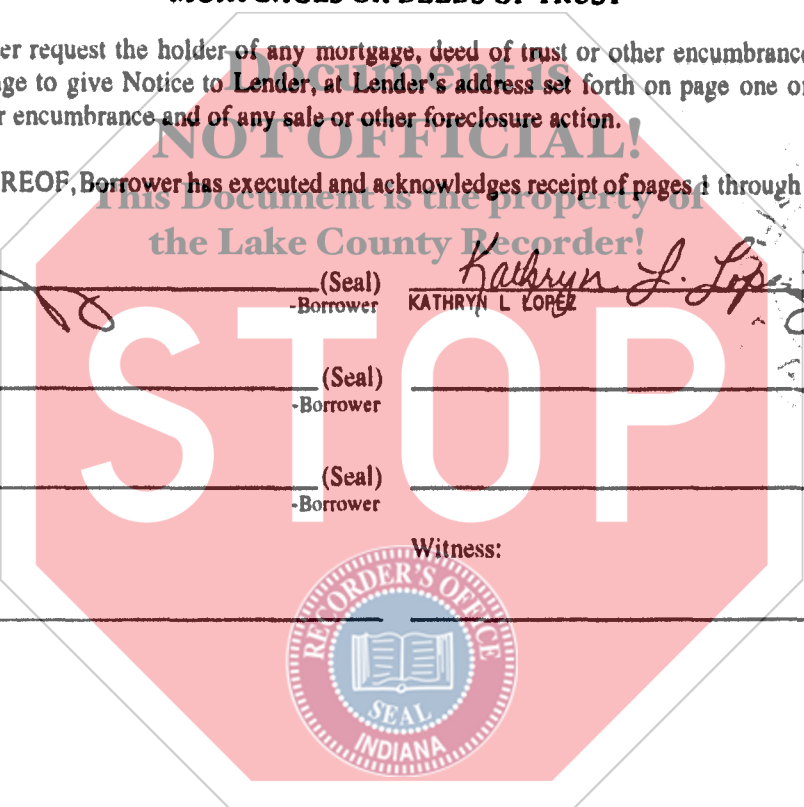 er request the holder of any mortgage, deed of trust or other encumbrance
ge to give Notice to Lender, at Lender's address set forth on page one o
r encumbrance and of any sale or other foreclosure action.
Document is
NOT OFFICIAL!
This Document is the property of
the Lake County Recorder!
REOF, Borrower has executed and acknowledges receipt of pages 1 through
Kathryn L. Lopez
(Seal)
-Borrower
KATHRYN L LOPEZ
(Seal)
-Borrower
(Seal)
-Borrower
STOP
Witness:
RECORDER'S OFFICE
SEAL
INDIANA